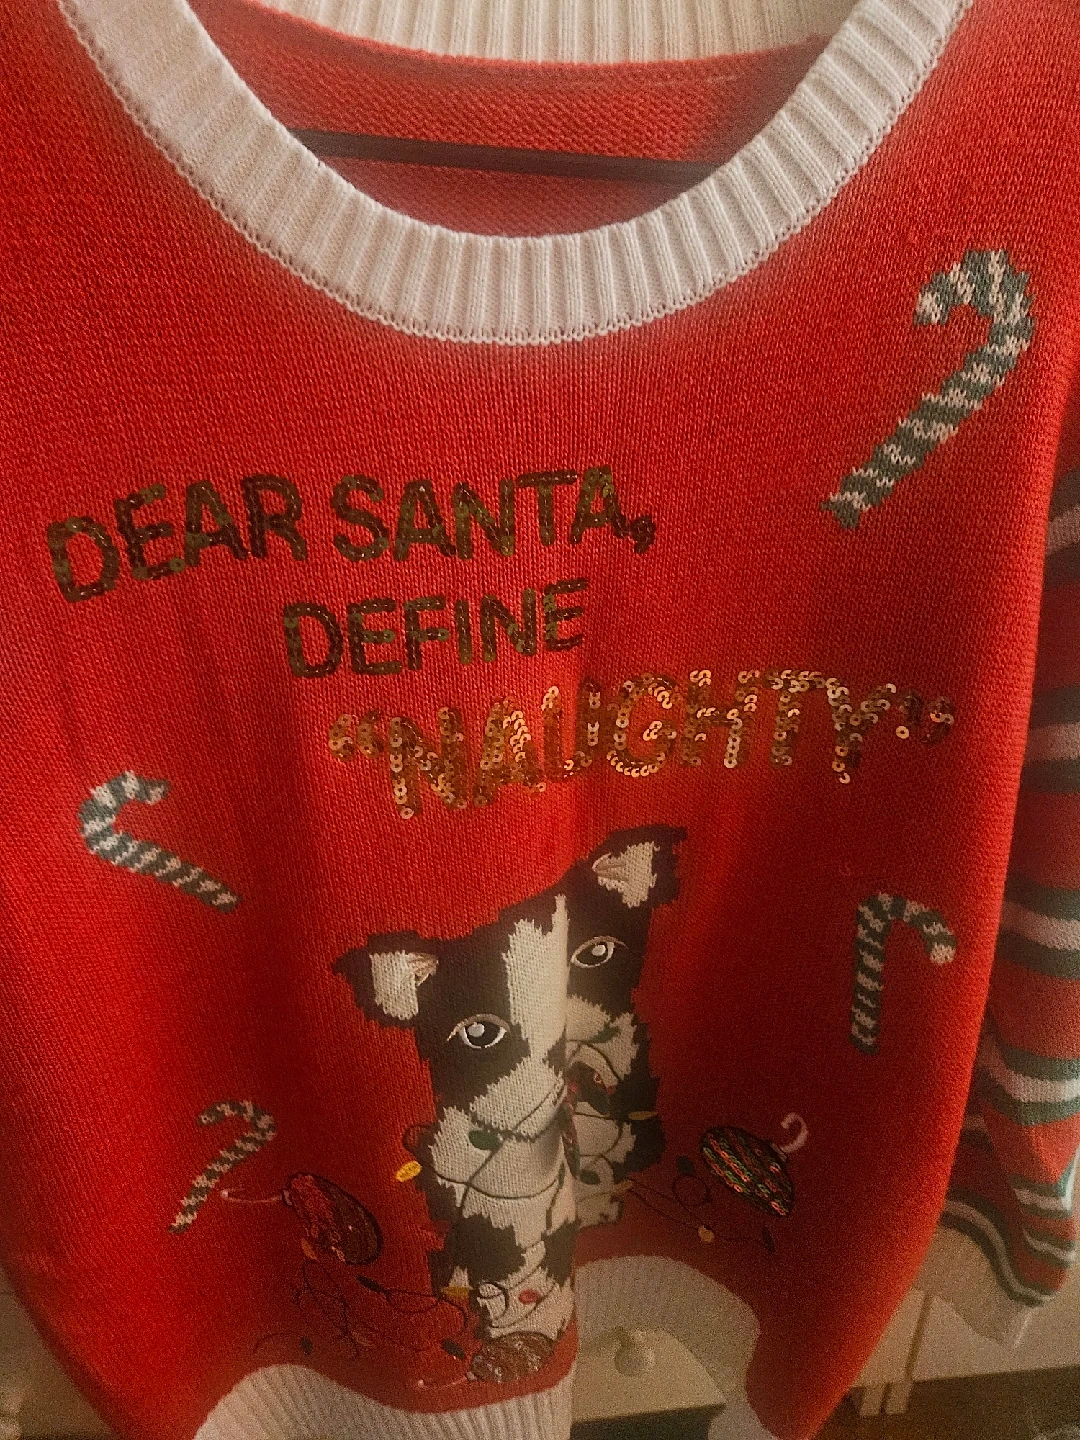 DEAR SANTA,
DEFINE
“NAUGHTY”